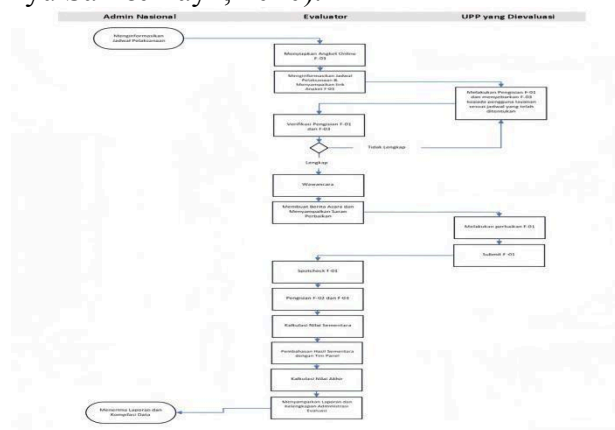 Admin Nasional
Evaluator
UPP yang Dievaluasi
Menginformasikan
Jadwal Pelaksanaan
Menyiapkan Angket Online
F-03
Menginformasikan Jadwal
Pelaksanaan &
Menyampaikan link
Angket F-03
Melakukan Pengisian F-01
dan menyebarkan F-03
kepada pengguna layanan
sesuai jadwal yang telah
ditentukan
Verifikasi Pengisian F-01
dan F-03
Tidak Lengkap
Lengkap
Wawancara
Membuat Berita Acara dan
Menyampaikan Saran
Perbaikan
Melakukan perbaikan F-01
Submit F-01
Spotcheck F-01
Pengisian F-02 dan F-03
Kalkulasi Nilai Sementara
Pembahasan Hasil Sementara
dengan Tim Panel
Kalkulasi Nilai Akhir
Menyampaikan Laporan dan
Kelengkapan Administrasi
Evaluasi
Menerima Laporan dan
Kompilasi Data